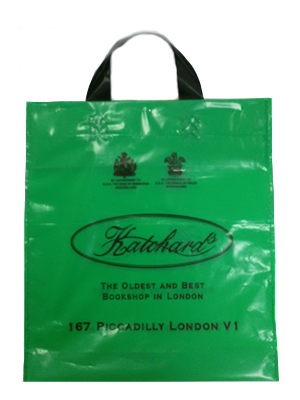 Hatchards
THE OLDEST AND BEST
BOOKSHOP IN LONDON
167 PICCADILLY LONDON V1